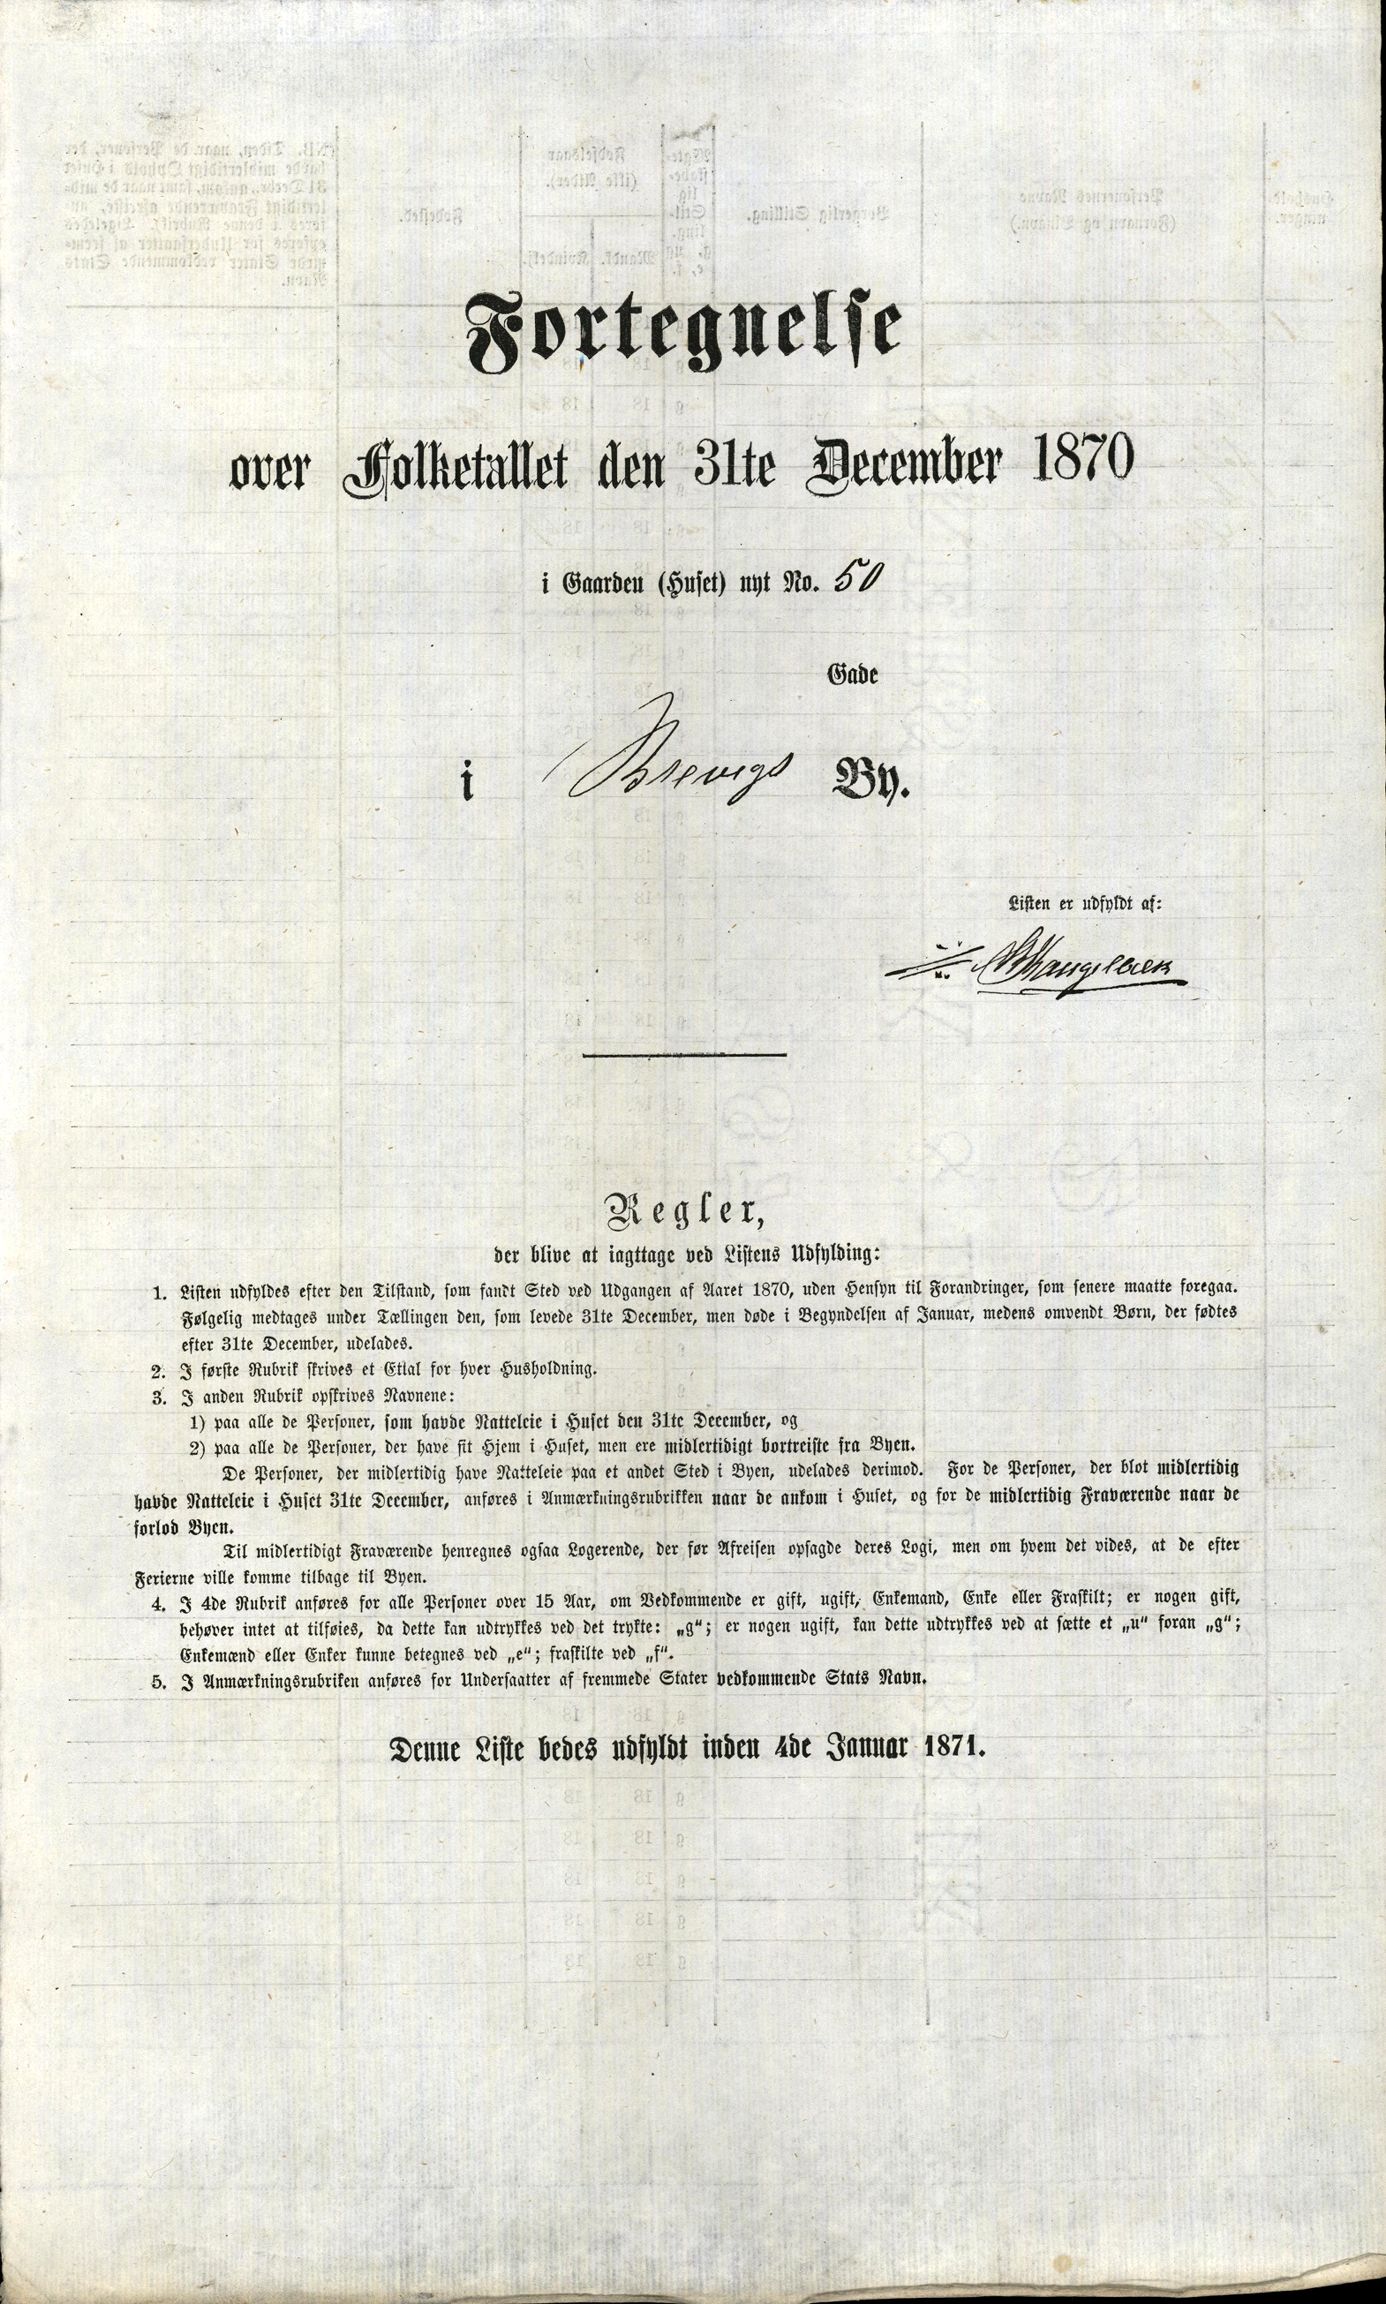 Fortegnelse
over Folketallet den 31te December 1870
i Gaarden (Huset) nyt No. 50
Gade
i Brevigs By.
Listen er udfyldt af:
Regler,
der blive at iagttage ved Listens Udfylding:
1. Listen udfyldes efter den Tilstand, som fandt Sted ved Udgangen af Aaret 1870, uden Hensyn til Forandringer, som senere maatte foregaa.
Følgelig medtages under Tællingen den, som levede 31te December, men døde i Begyndelsen af Januar, medens omvendt Børn, der fødtes
efter 31te December, udelades.
2. I første Rubrik skrives et Ettal for hver Husholdning.
3. I anden Rubrik opskrives Navnene:
1) paa alle de Personer, som havde Natteleie i Huset den 31te December, og
2) paa alle de Personer, der have sit Hjem i Huset, men ere midlertidigt bortreiste fra Byen.
De Personer, der midlertidig have Natteleie paa et andet Sted i Byen, udelades derimod. For de Personer, der blot midlertidig
havde Natteleie i Huset 31te December, anføres i Anmærkningsrubrikken naar de ankom i Huset, og for de midlertidig Fraværende naar de
forlod Byen.
Til midlertidigt Fraværende henregnes ogsaa Logerende, der før Afreisen opsagde deres Logi, men om hvem det vides, at de efter
Ferierne ville komme tilbage til Byen.
4. I 4de Rubrik anføres for alle Personer over 15 Aar, om Vedkommende er gift, ugift, Enkemand, Enke eller Fraskilt; er nogen gift,
behøver intet at tilføies, da dette kan udtrykkes ved det trykte: „g“; er nogen ugift, kan dette udtrykkes ved at sætte et „u“ foran „g“;
Enkemænd eller Enker kunne betegnes ved „e“; fraskilte ved „f“.
5. I Anmærkningsrubriken anføres for Undersaatter af fremmede Stater vedkommende Stats Navn.
Denne Liste bedes udfyldt inden 4de Januar 1871.